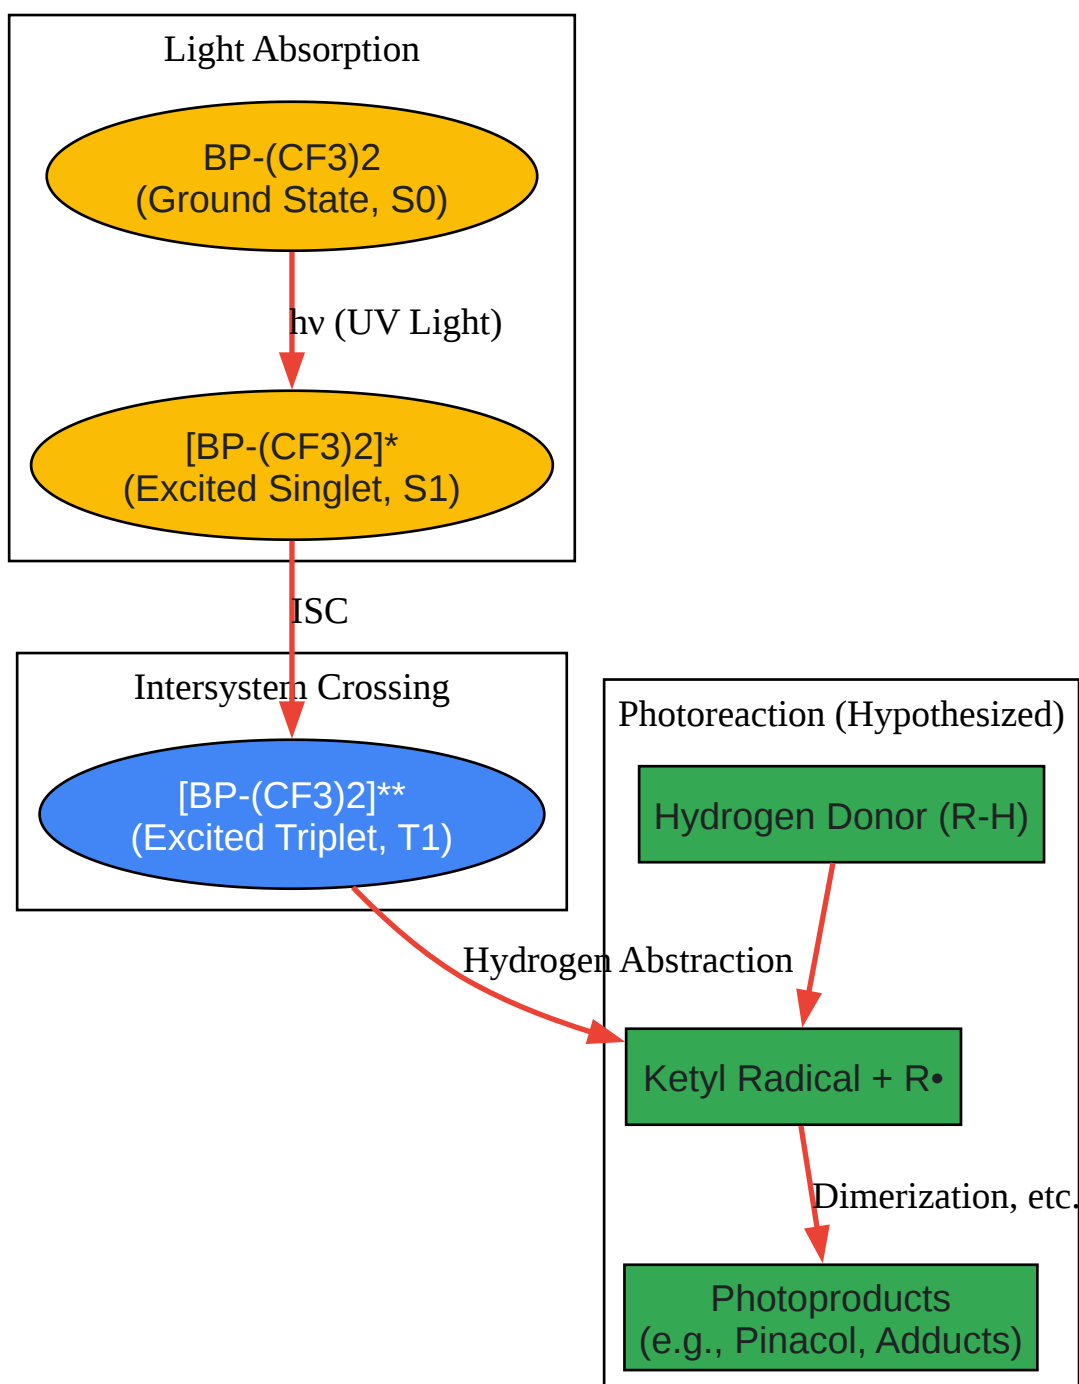 Light Absorption
BP-(CF3)2
(Ground State, S0)
hν (UV Light)
[BP-(CF3)2]*
(Excited Singlet, S1)
ISC
Intersystem Crossing
[BP-(CF3)2]**
(Excited Triplet, T1)
Photoreaction (Hypothesized)
Hydrogen Donor (R-H)
Hydrogen Abstraction
Ketyl Radical + R•
Dimerization, etc.
Photoproducts
(e.g., Pinacol, Adducts)